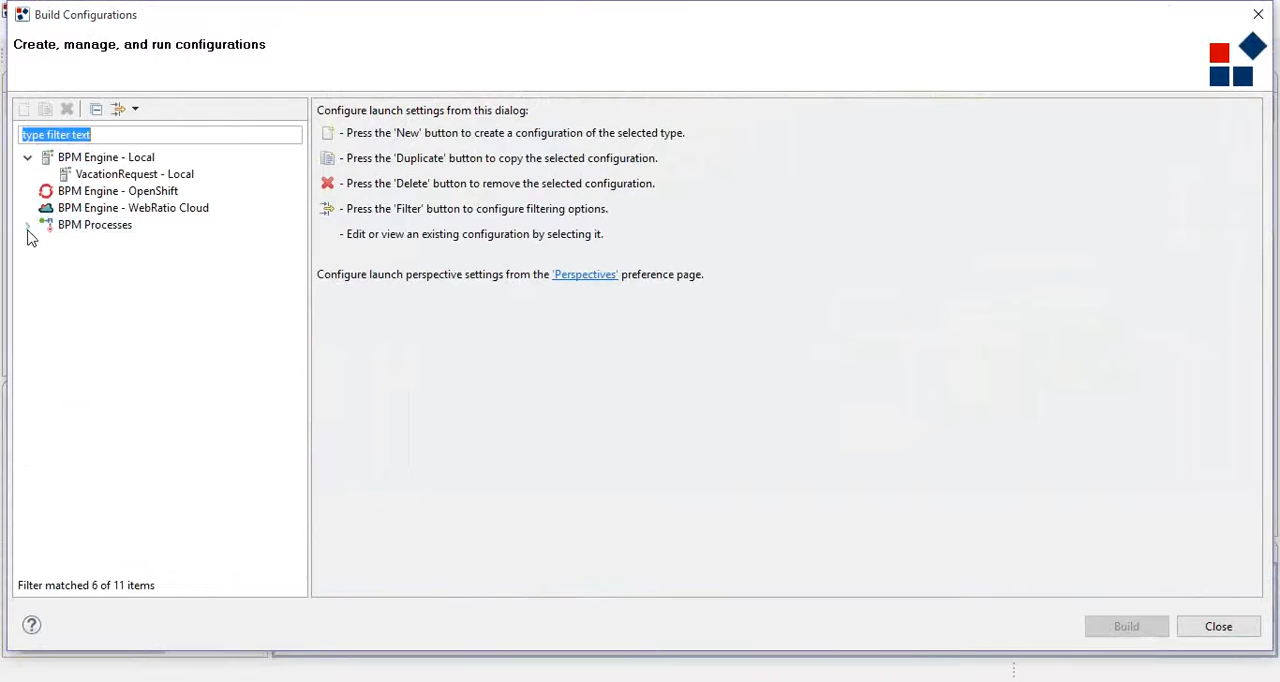 Build Configurations
Create, manage, and run configurations
type filter text
BPM Engine - Local
VacationRequest - Local
BPM Engine - OpenShift
BPM Engine - WebRatio Cloud
BPM Processes
Filter matched 6 of 11 items
Configure launch settings from this dialog:
- Press the 'New' button to create a configuration of the selected type.
- Press the 'Duplicate' button to copy the selected configuration.
- Press the 'Delete' button to remove the selected configuration.
- Press the 'Filter' button to configure filtering options.
- Edit or view an existing configuration by selecting it.
Configure launch perspective settings from the 'Perspectives' preference page.
Build
Close